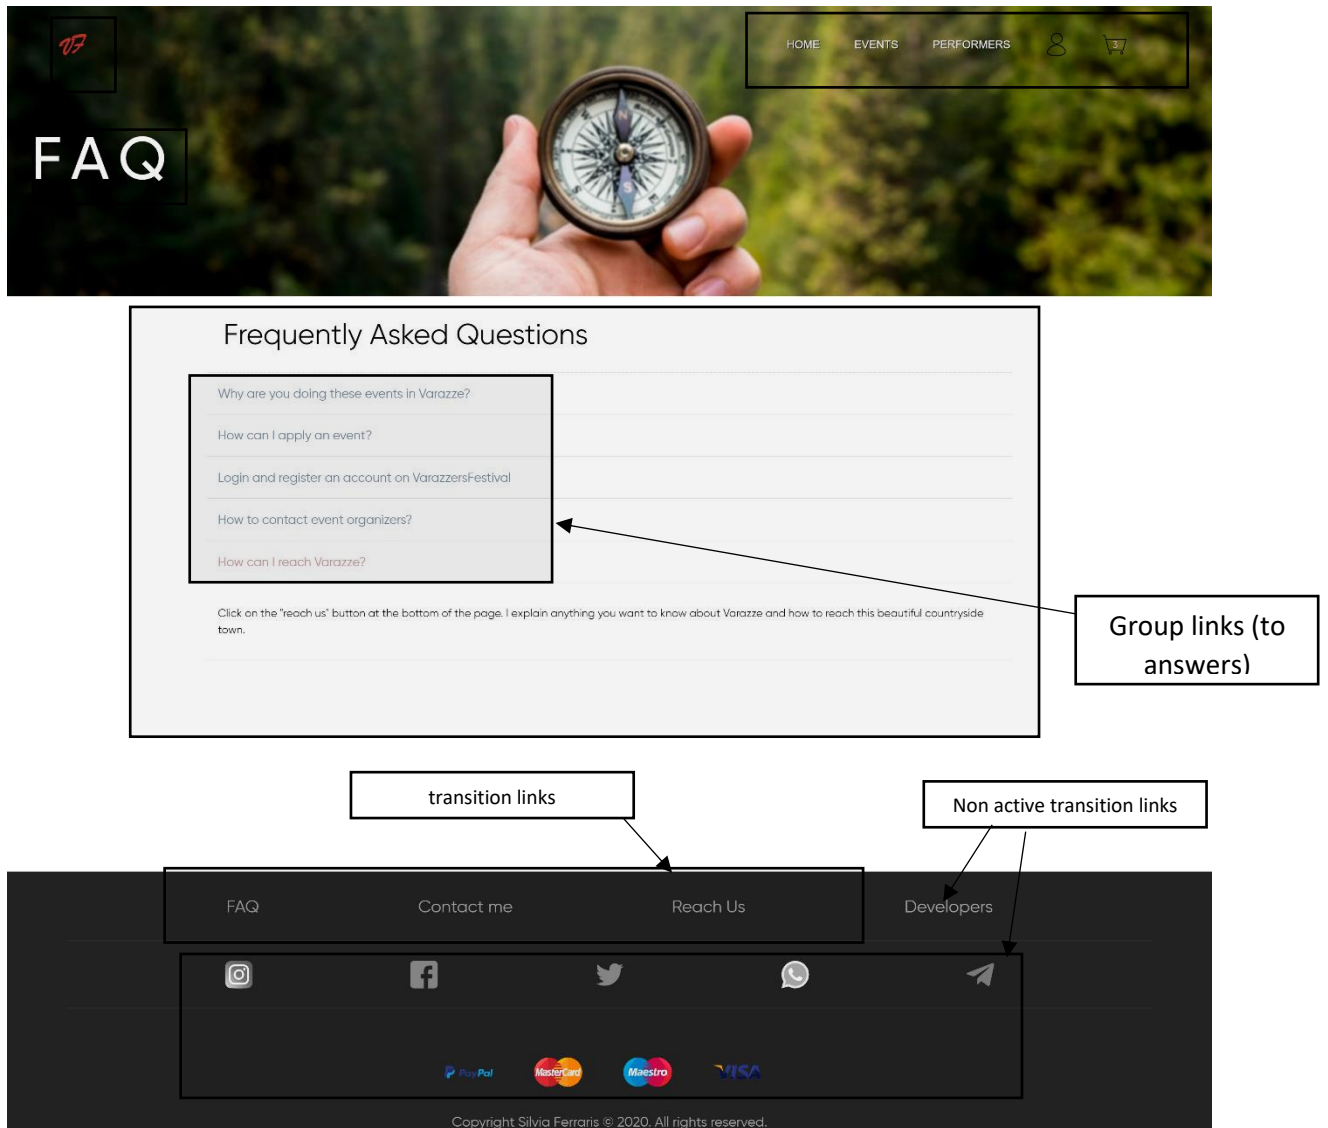 VF
HOME EVENTS PERFORMERS 3
N
W
S
FAQ
Frequently Asked Questions
Why are you doing these events in Varazze?
How can I apply an event?
Login and register an account on VarazzersFestival
How to contact event organizers?
How can I reach Varazze?
Click on the "reach us" button at the bottom of the page. I explain anything you want to know about Varazze and how to reach this beautiful countryside
town.
Group links (to
answers)
transition links
Non active transition links
FAQ Contact me Reach Us Developers
PayPal MasterCard Maestro VISA
Copyright Silvia Ferraris © 2020. All rights reserved.